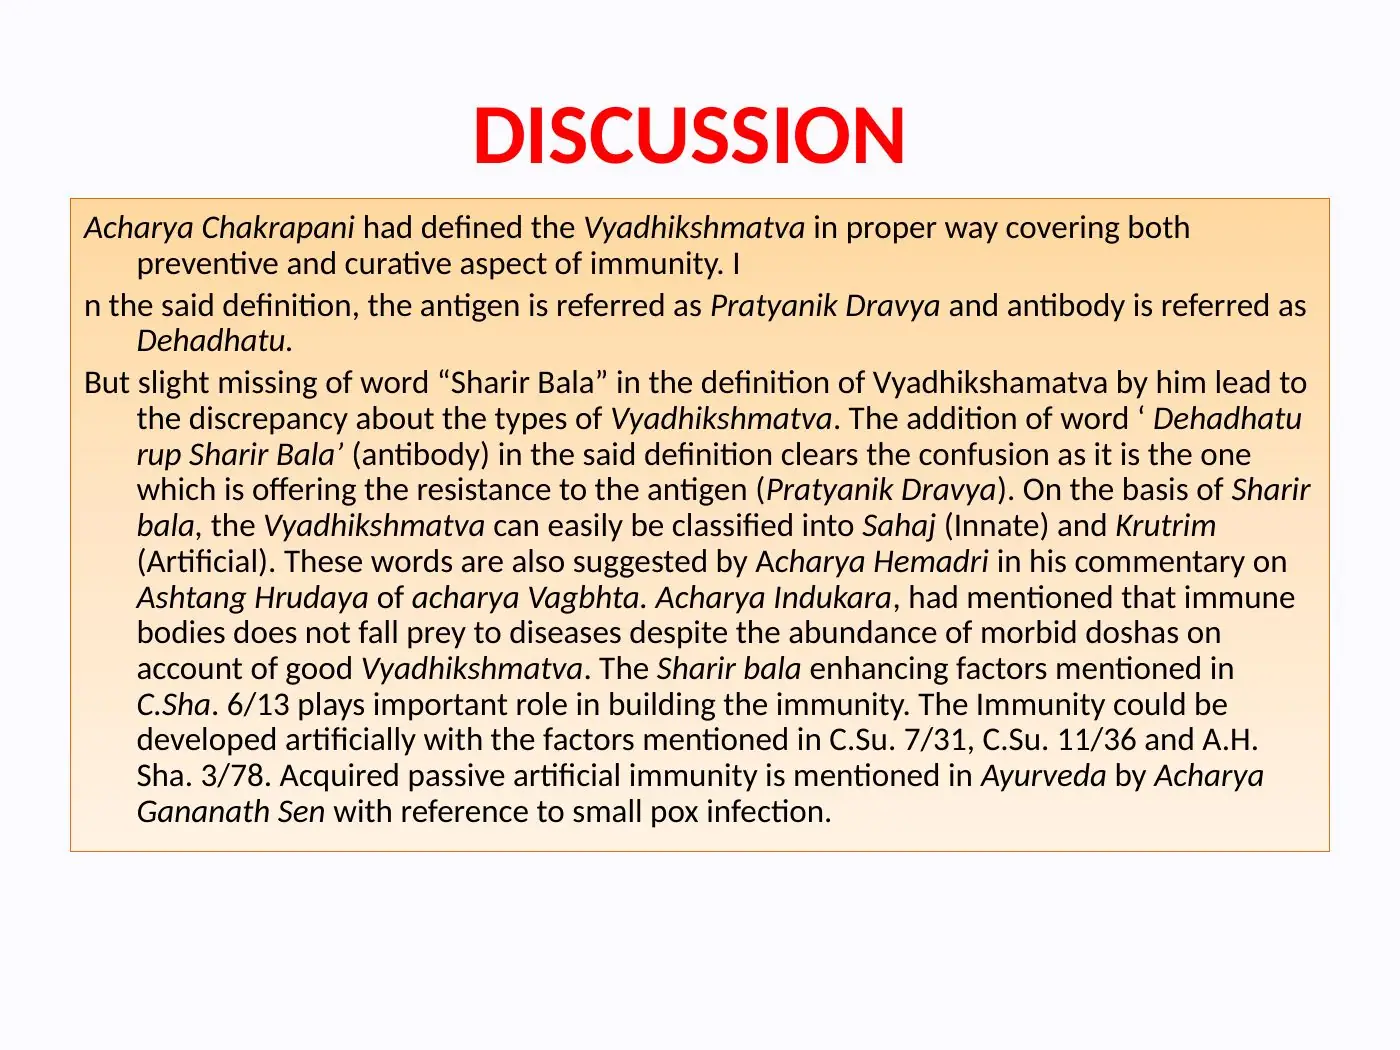 DISCUSSION
Acharya Chakrapani had defined the Vyadhikshmatva in proper way covering both
preventive and curative aspect of immunity. I
n the said definition, the antigen is referred as Pratyanik Dravya and antibody is referred as
Dehadhatu.
But slight missing of word “Sharir Bala” in the definition of Vyadhikshamatva by him lead to
the discrepancy about the types of Vyadhikshmatva. The addition of word ‘ Dehadhatu
rup Sharir Bala’ (antibody) in the said definition clears the confusion as it is the one
which is offering the resistance to the antigen (Pratyanik Dravya). On the basis of Sharir
bala, the Vyadhikshmatva can easily be classified into Sahaj (Innate) and Krutrim
(Artificial). These words are also suggested by Acharya Hemadri in his commentary on
Ashtang Hrudaya of acharya Vagbhta. Acharya Indukara, had mentioned that immune
bodies does not fall prey to diseases despite the abundance of morbid doshas on
account of good Vyadhikshmatva. The Sharir bala enhancing factors mentioned in
C.Sha. 6/13 plays important role in building the immunity. The Immunity could be
developed artificially with the factors mentioned in C.Su. 7/31, C.Su. 11/36 and A.H.
Sha. 3/78. Acquired passive artificial immunity is mentioned in Ayurveda by Acharya
Gananath Sen with reference to small pox infection.